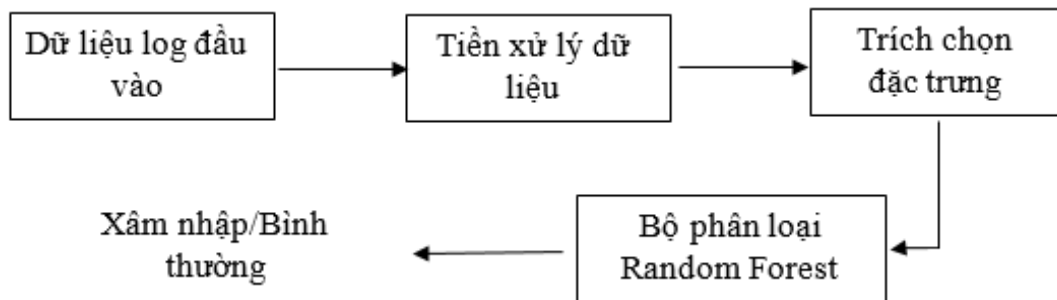 Dữ liệu log đầu
vào
Tiền xử lý dữ
liệu
Trích chọn
đặc trưng
Bộ phân loại
Random Forest
Xâm nhập/Bình
thường